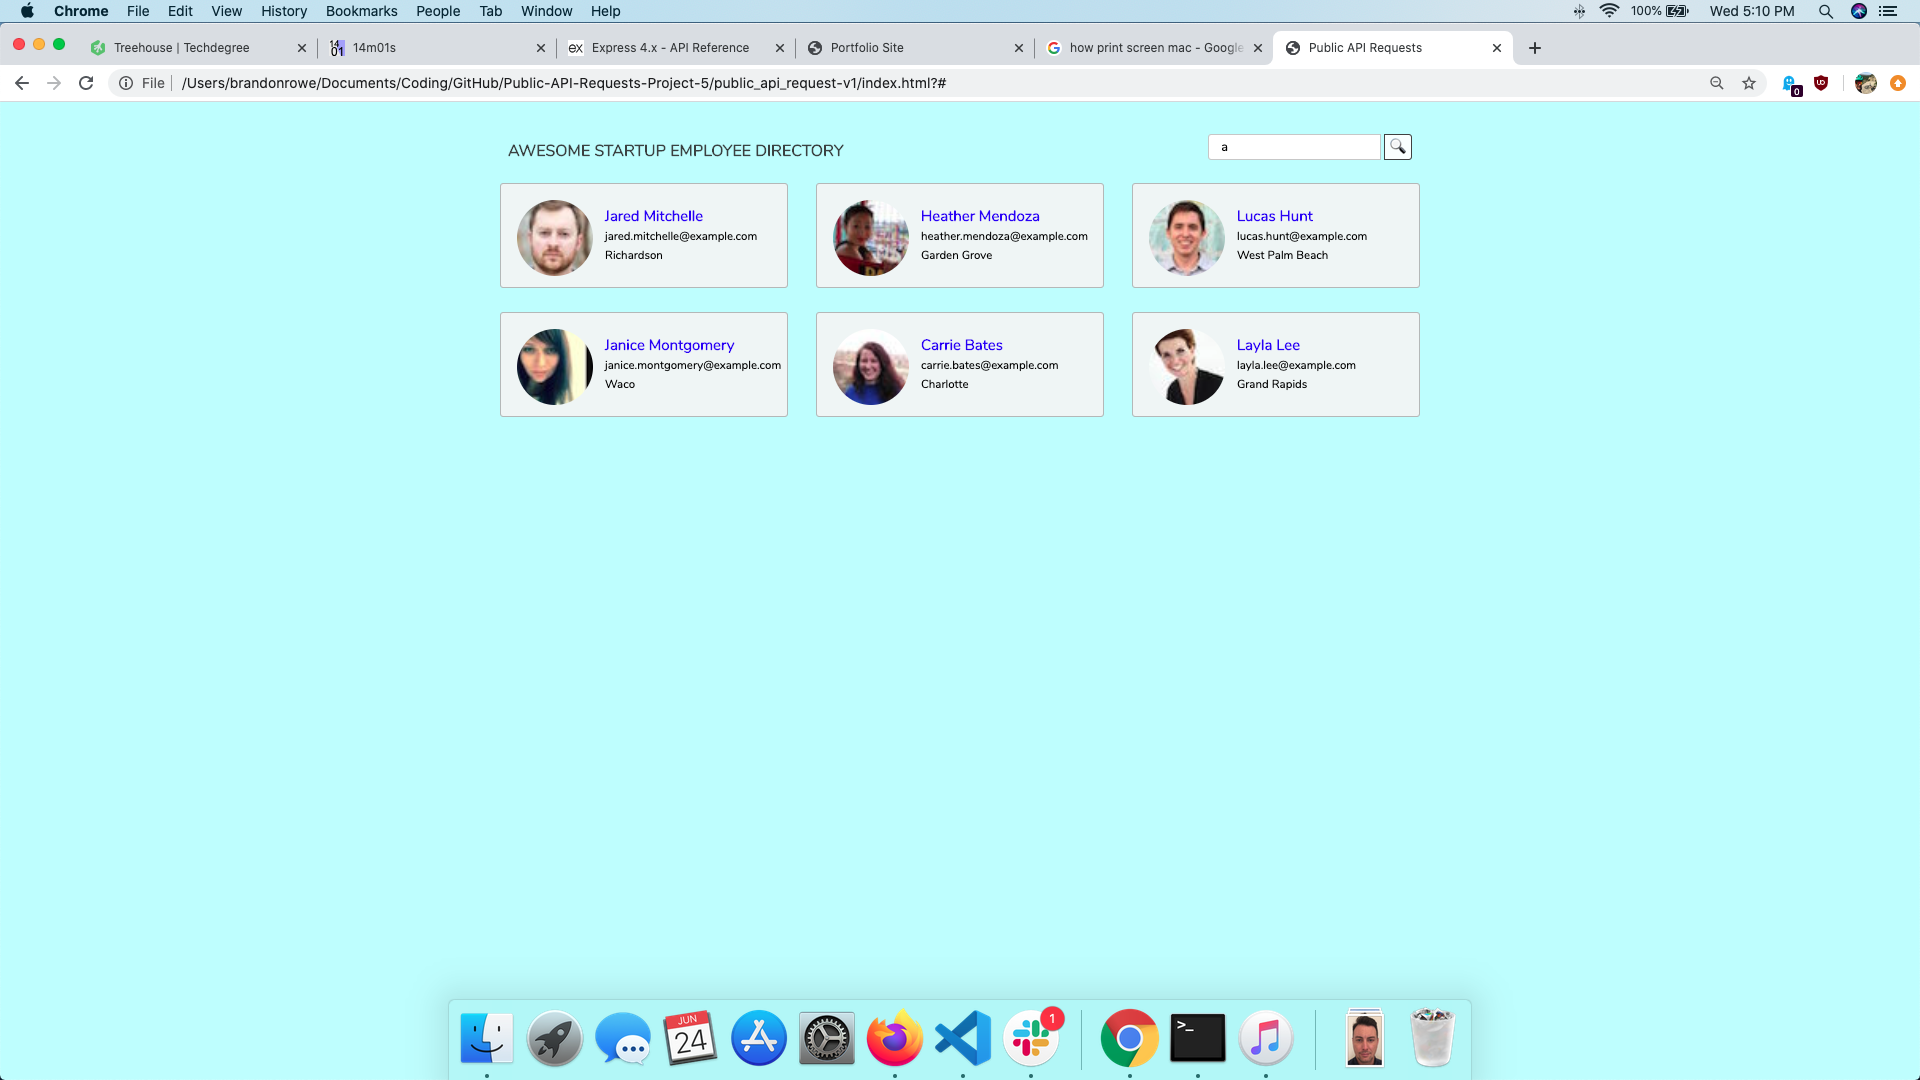 Chrome File Edit View History Bookmarks People Tab Window Help 100% Wed 5:10 PM
Treehouse | Techdegree
14
01
14m01s
ex Express 4.x - API Reference
Portfolio Site
how print screen mac - Google
Public API Requests
File /Users/brandonrowe/Documents/Coding/GitHub/Public-API-Requests-Project-5/public_api_request-v1/index.html?#
0
AWESOME STARTUP EMPLOYEE DIRECTORY
a
Jared Mitchelle
jared.mitchelle@example.com
Richardson
Heather Mendoza
heather.mendoza@example.com
Garden Grove
Lucas Hunt
lucas.hunt@example.com
West Palm Beach
Janice Montgomery
janice.montgomery@example.com
Waco
Carrie Bates
carrie.bates@example.com
Charlotte
Layla Lee
layla.lee@example.com
Grand Rapids
JUN
24
1
>_